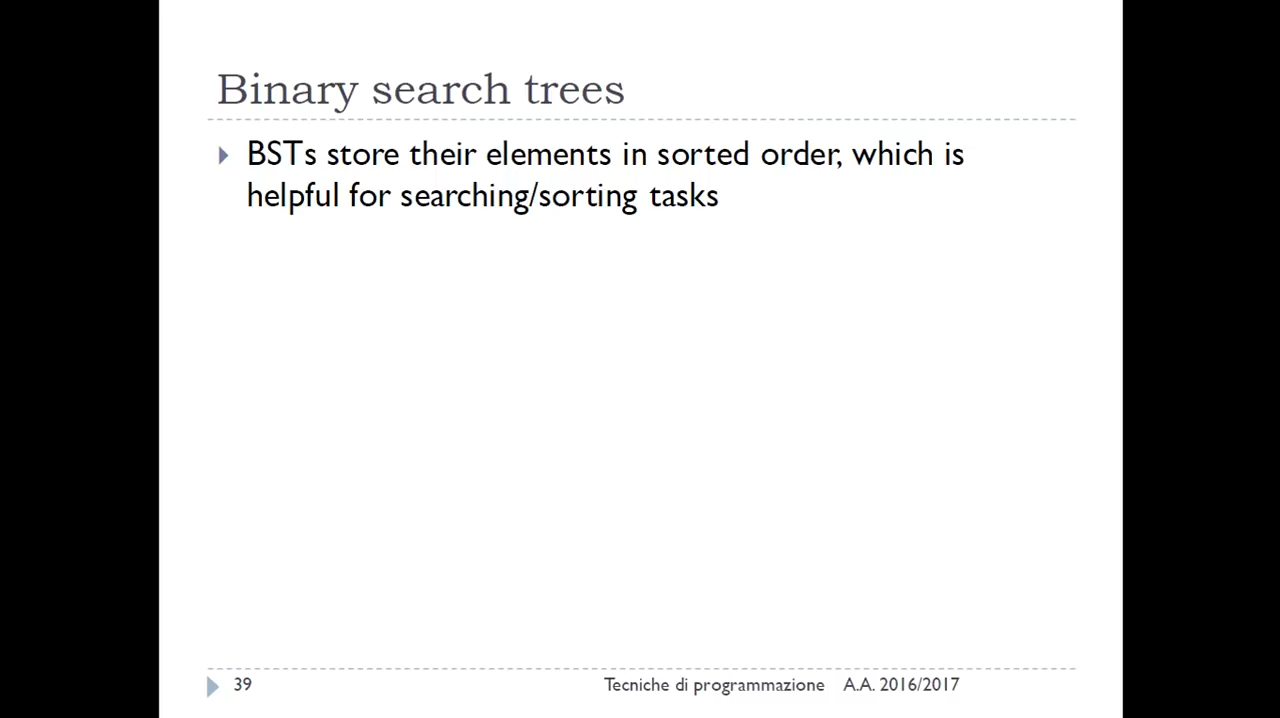 Binary search trees
BSTs store their elements in sorted order, which is
helpful for searching/sorting tasks
39
Tecniche di programmazione A.A. 2016/2017